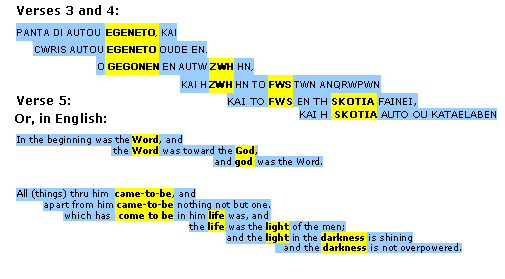 Verses 3 and 4:
PANTA DI AUTOU EGENETO, KAI
CWRIS AUTOU EGENETO OUDE EN.
O GEGONEN EN AUTW ZWH HN,
KAI H ZWH HN TO FWS TWN ANQRWPWN
Verse 5:
KAI TO FWS EN TH SKOTIA FAINEI,
KAI H SKOTIA AUTO OU KATAELABEN
Or, in English:
In the beginning was the Word, and
the Word was toward the God,
and god was the Word.
All (things) thru him came-to-be, and
apart from him came-to-be nothing not but one.
which has come to be in him life was, and
the life was the light of the men;
and the light in the darkness is shining
and the darkness is not overpowered.